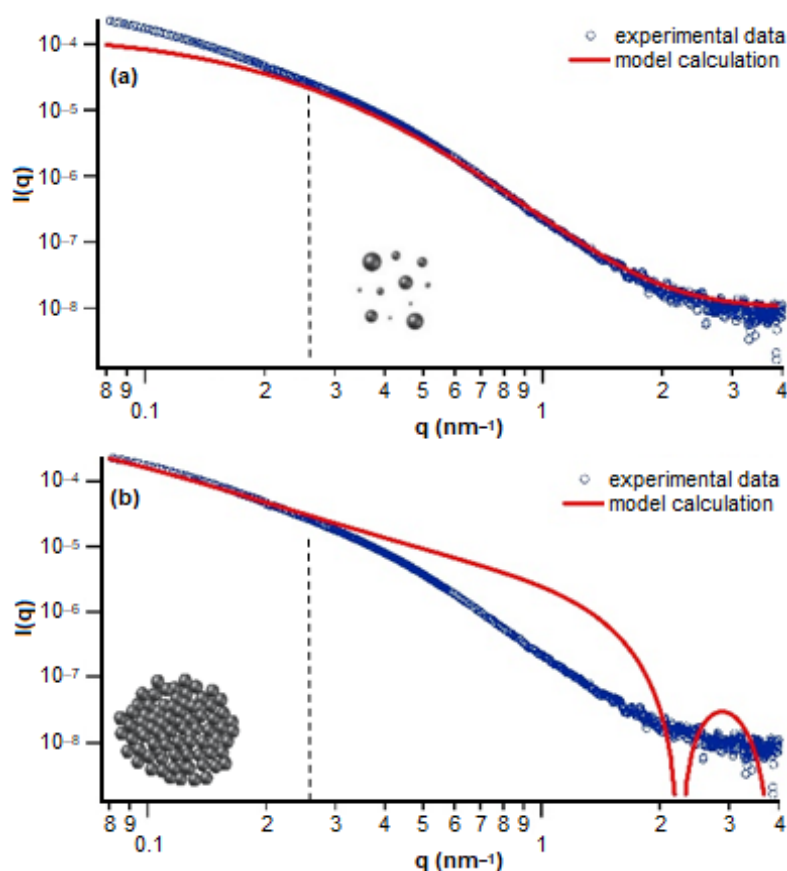 experimental data
model calculation
(a)
I(q)
10⁻⁴
10⁻⁵
10⁻⁶
10⁻⁷
10⁻⁸
8 9 2 3 4 5 6 7 8 9 2 3 4
0.1 1
q (nm⁻¹)
experimental data
model calculation
(b)
I(q)
10⁻⁴
10⁻⁵
10⁻⁶
10⁻⁷
10⁻⁸
8 9 2 3 4 5 6 7 8 9 2 3 4
0.1 1
q (nm⁻¹)